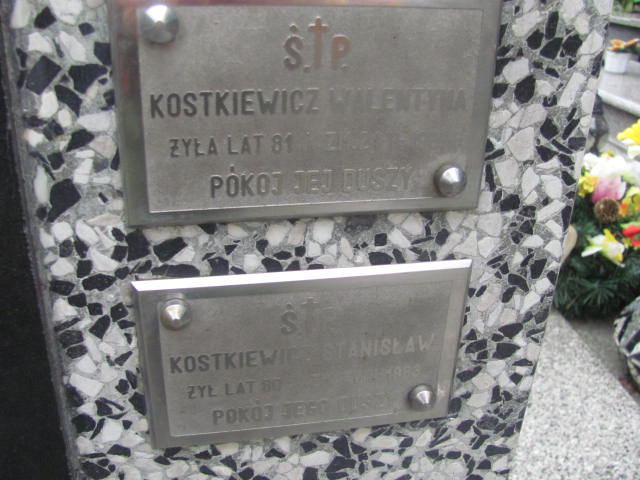 Ś.†P.
KOSTKIEWICZ WALENTYNA
ŻYŁA LAT 81
POKÓJ JEJ DUSZY
Ś.†P.
KOSTKIEWICZ STANISŁAW
ŻYŁ LAT 80
POKÓJ JEGO DUSZY